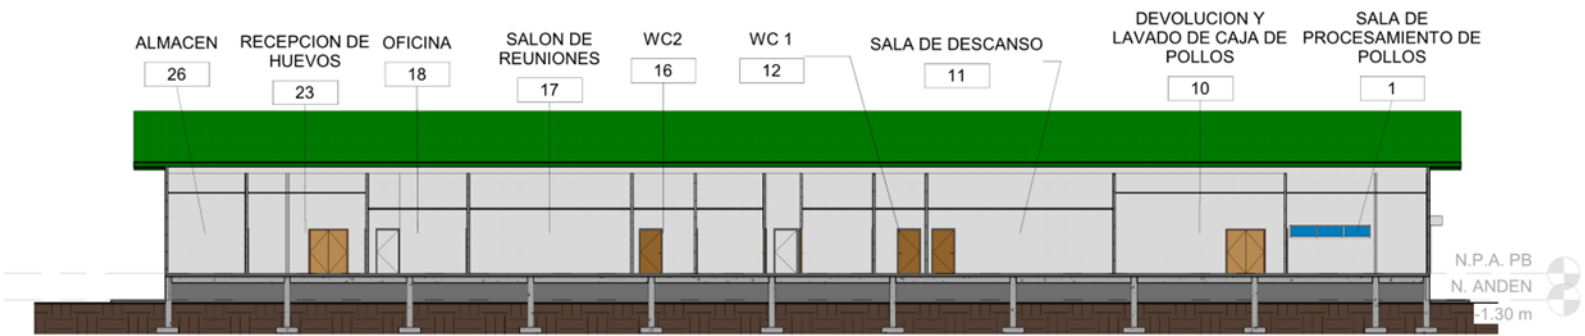 ALMACEN
26
RECEPCION DE
HUEVOS
23
OFICINA
18
SALON DE
REUNIONES
17
WC2
16
WC 1
12
SALA DE DESCANSO
11
DEVOLUCION Y
LAVADO DE CAJA DE
POLLOS
10
SALA DE
PROCESAMIENTO DE
POLLOS
1
N.P.A. PB
N. ANDEN
-1.30 m